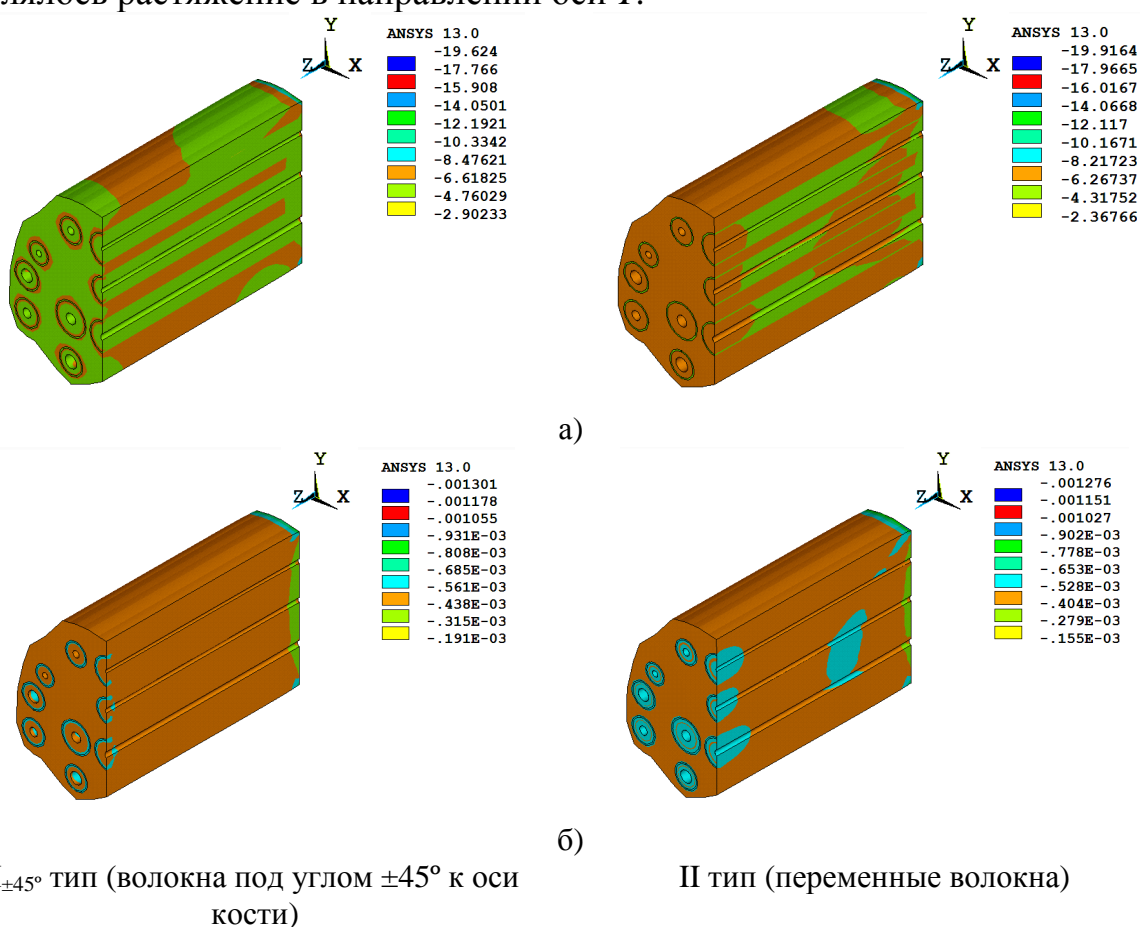 растяжение в направлении оси
Y
Z X
ANSYS 13.0
-19.624
-17.766
-15.908
-14.0501
-12.1921
-10.3342
-8.47621
-6.61825
-4.76029
-2.90233
Y
Z X
ANSYS 13.0
-19.9164
-17.9665
-16.0167
-14.0668
-12.117
-10.1671
-8.21723
-6.26737
-4.31752
-2.36766
а)
Y
Z X
ANSYS 13.0
-.001301
-.001178
-.001055
-.931E-03
-.808E-03
-.685E-03
-.561E-03
-.438E-03
-.315E-03
-.191E-03
Y
Z X
ANSYS 13.0
-.001276
-.001151
-.001027
-.902E-03
-.778E-03
-.653E-03
-.528E-03
-.404E-03
-.279E-03
-.155E-03
б)
±45° тип (волокна под углом ±45° к оси
кости)
II тип (переменные волокна)